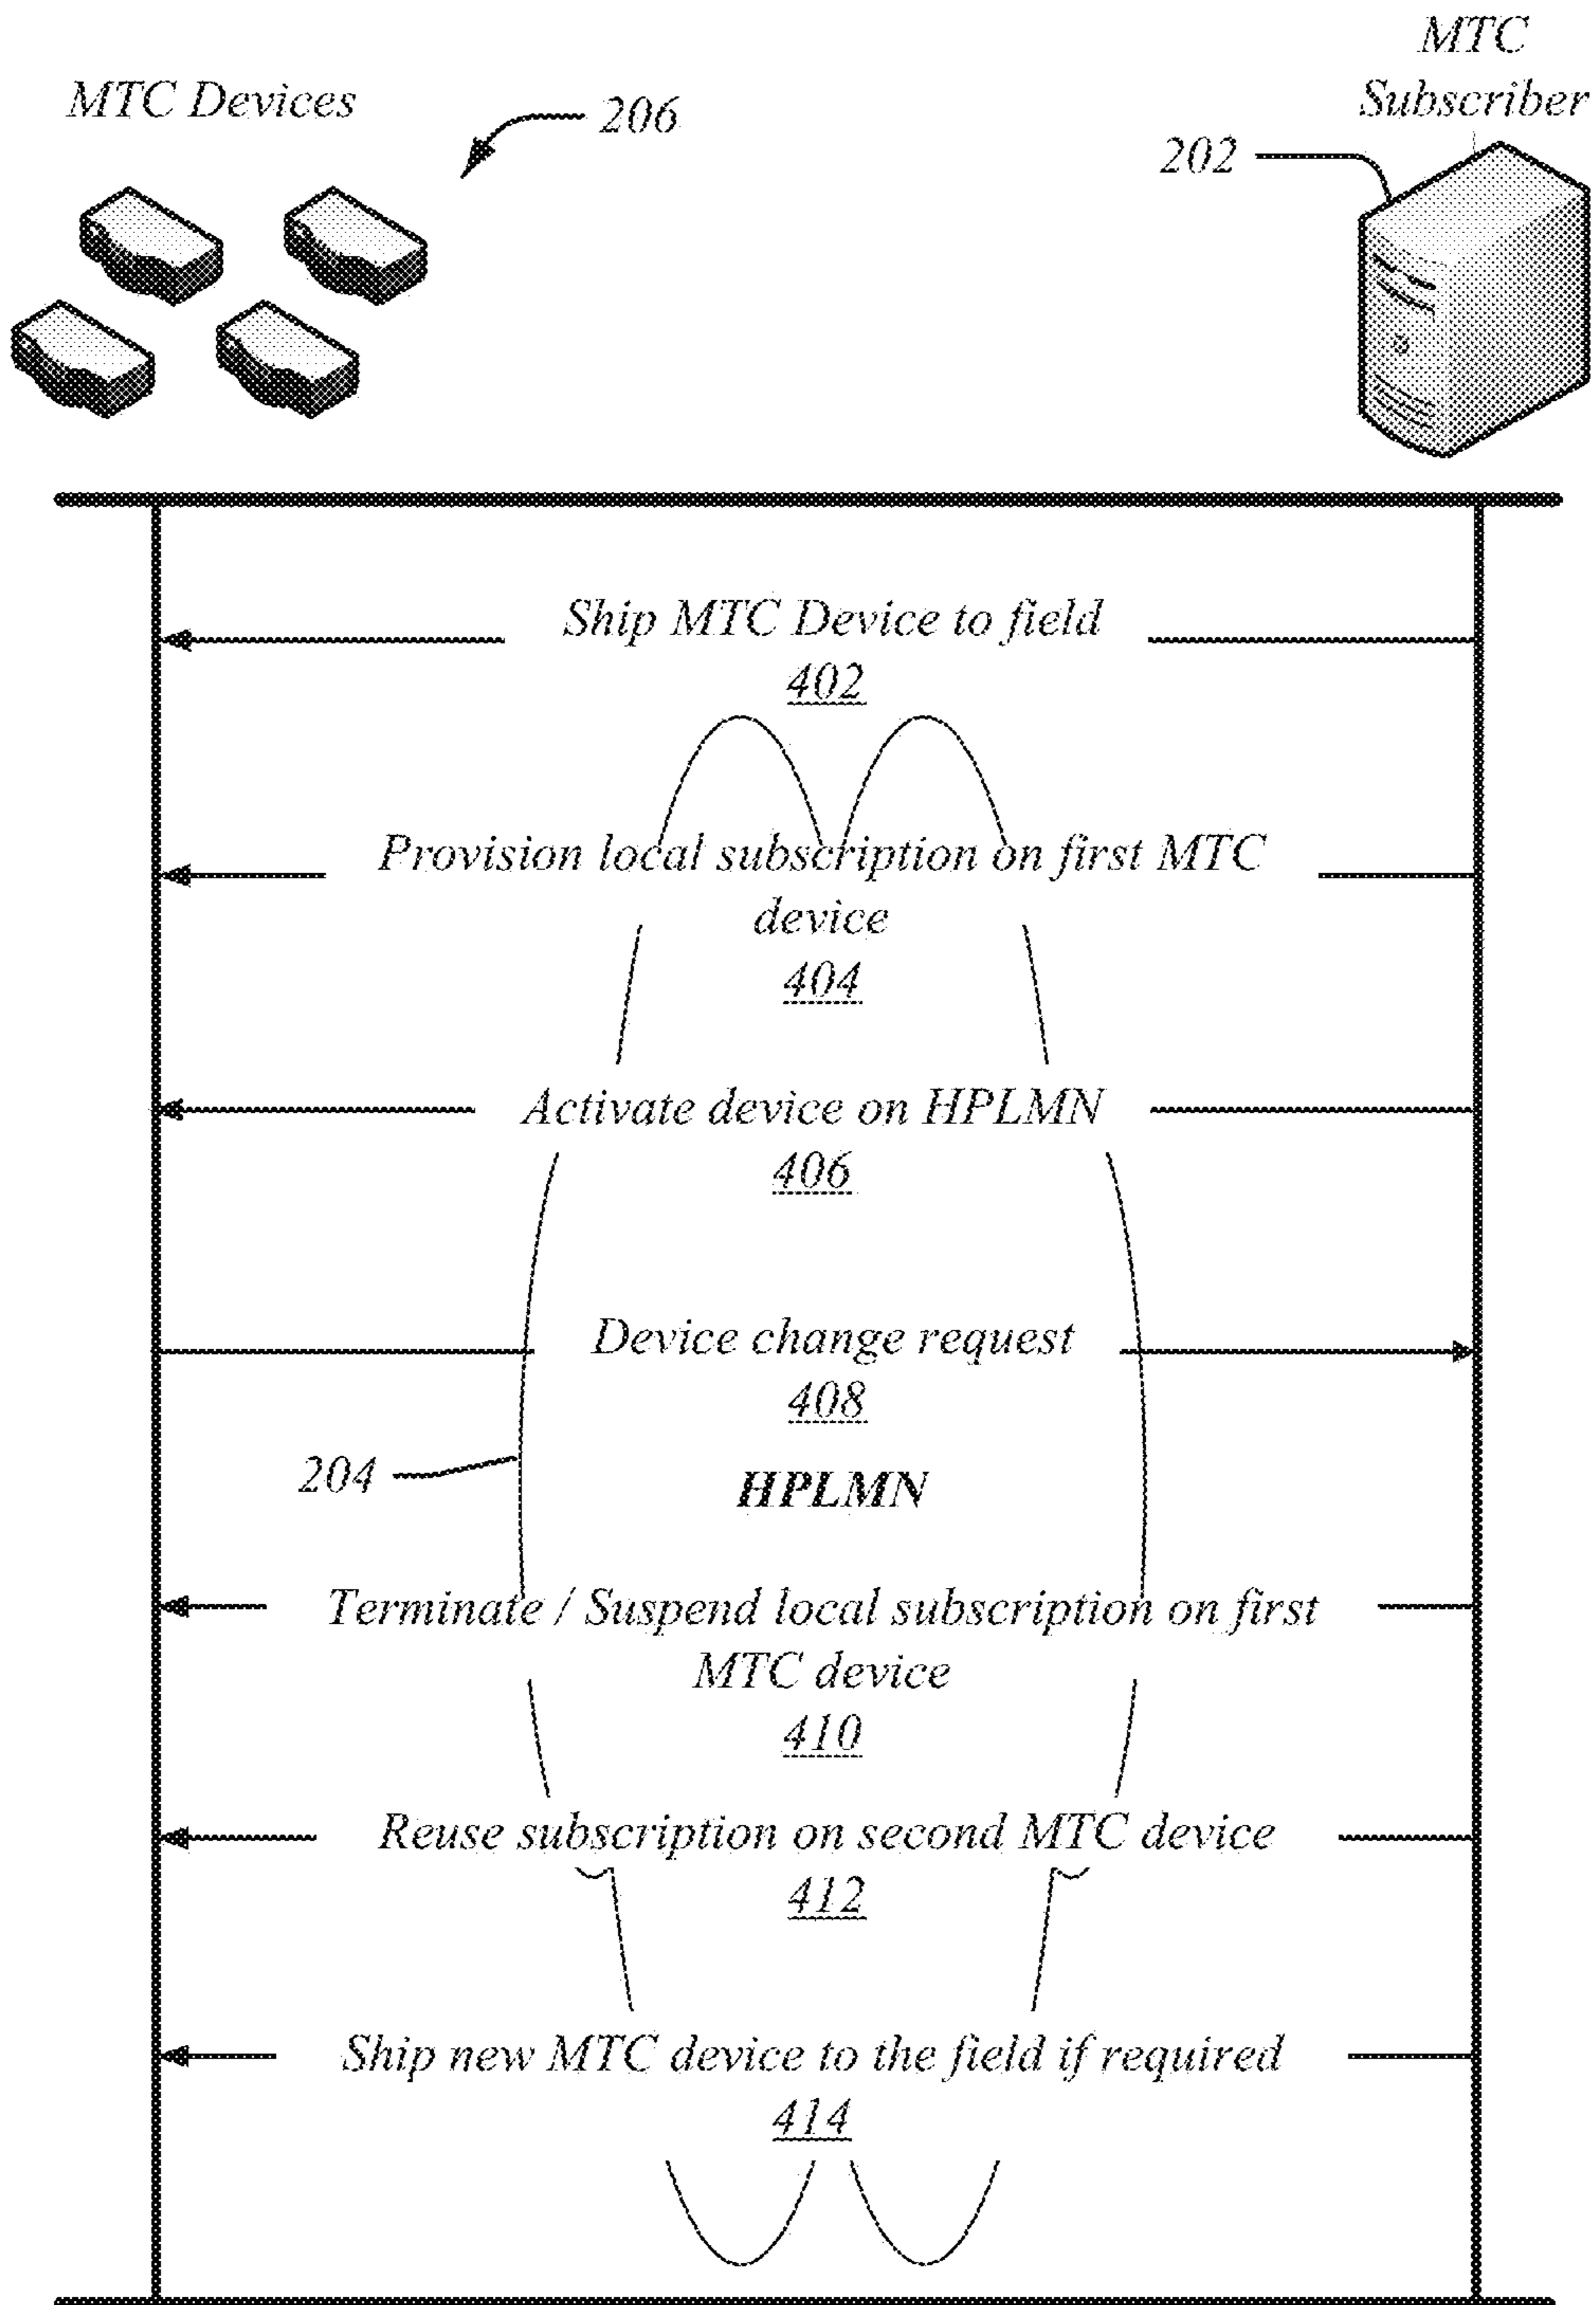 MTC Devices
206
MTC
Subscriber
202
Ship MTC Device to field
402
Provision local subscription on first MTC
device
404
Activate device on HPLMN
406
Device change request
408
204
HPLMN
Terminate / Suspend local subscription on first
MTC device
410
Reuse subscription on second MTC device
412
Ship new MTC device to the field if required
414